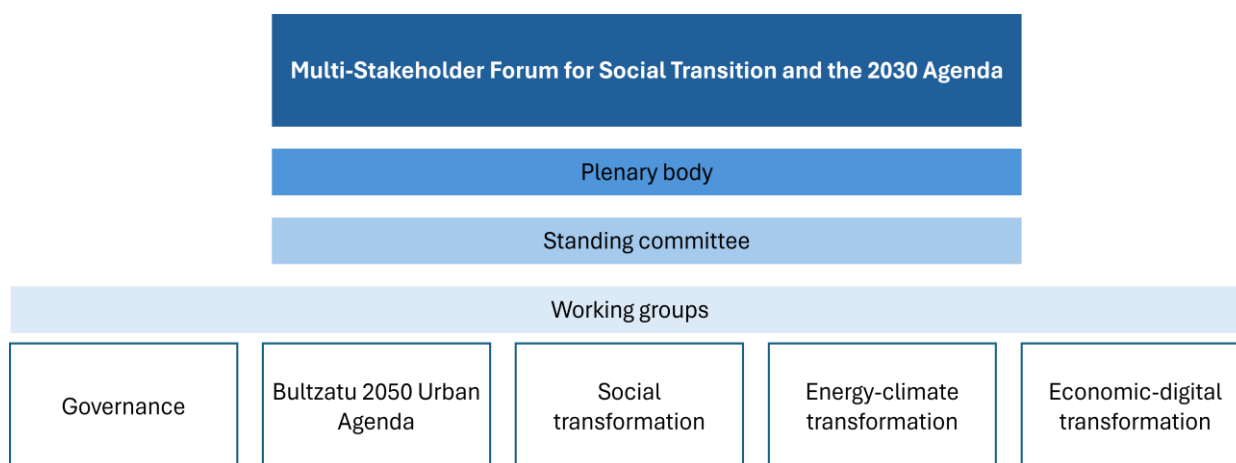 Multi-Stakeholder Forum for Social Transition and the 2030 Agenda
Plenary body
Standing committee
Working groups
Governance
Bultzatu 2050 Urban
Agenda
Social
transformation
Energy-climate
transformation
Economic-digital
transformation